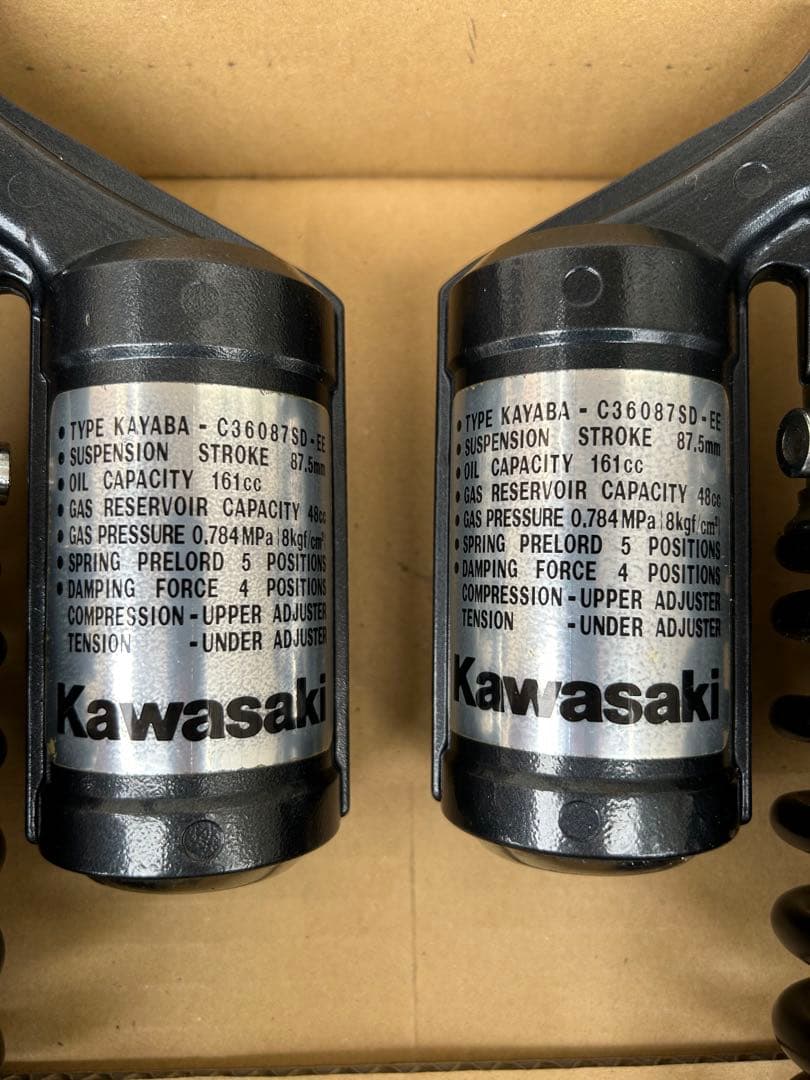 • TYPE KAYABA - C36087SD-EE
• SUSPENSION STROKE 87.5mm
• OIL CAPACITY 161cc
• GAS RESERVOIR CAPACITY 48cc
• GAS PRESSURE 0.784MPa|8kgf/cm²
• SPRING PRELORD 5 POSITIONS
• DAMPING FORCE 4 POSITIONS
COMPRESSION - UPPER ADJUSTER
TENSION - UNDER ADJUSTER
Kawasaki
• TYPE KAYABA - C36087SD-EE
• SUSPENSION STROKE 87.5mm
• OIL CAPACITY 161cc
• GAS RESERVOIR CAPACITY 48cc
• GAS PRESSURE 0.784MPa|8kgf/cm²
• SPRING PRELORD 5 POSITIONS
• DAMPING FORCE 4 POSITIONS
COMPRESSION - UPPER ADJUSTER
TENSION - UNDER ADJUSTER
Kawasaki